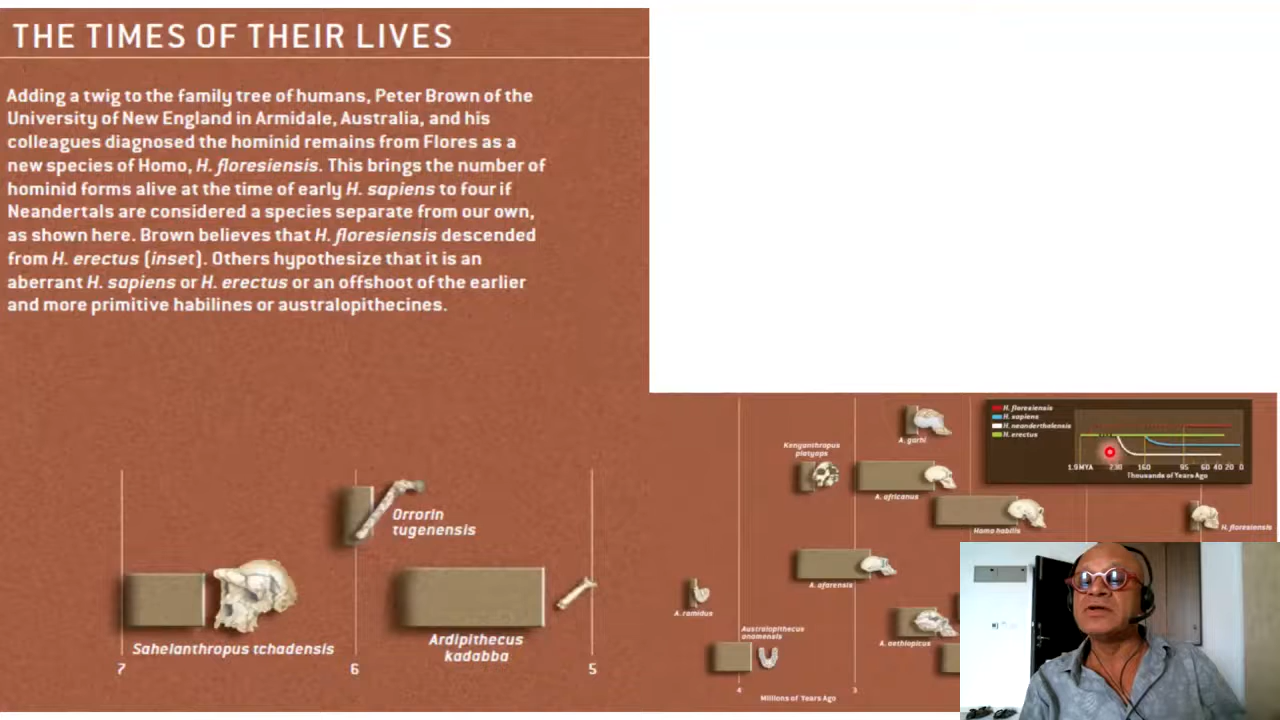 THE TIMES OF THEIR LIVES
Adding a twig to the family tree of humans, Peter Brown of the
University of New England in Armidale, Australia, and his
colleagues diagnosed the hominid remains from Flores as a
new species of Homo, H. floresiensis. This brings the number of
hominid forms alive at the time of early H. sapiens to four if
Neandertals are considered a species separate from our own,
as shown here. Brown believes that H. floresiensis descended
from H. erectus (inset). Others hypothesize that it is an
aberrant H. sapiens or H. erectus or an offshoot of the earlier
and more primitive habilines or australopithecines.
Orrorin
tugenensis
Sahelanthropus tchadensis
Ardipithecus
kadabba
7
6
5
Kenyanthropus
platyops
A. garhi
A. africanus
Homo habilis
H. floresiensis
A. afarensis
A. ramidus
Australopithecus
anamensis
A. aethiopicus
4
3
Millions of Years Ago
H. floresiensis
H. sapiens
H. neanderthalensis
H. erectus
1.9MYA
160
95
60 40 20 0
Thousands of Years Ago